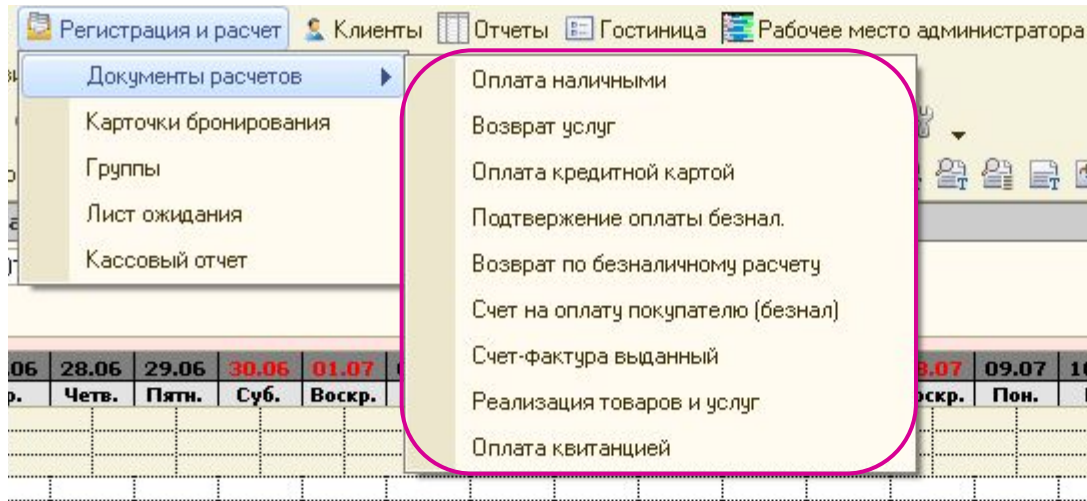 Регистрация и расчет Клиенты Отчеты Гостиница Рабочее место администратора
Документы расчетов
Карточки бронирования
Группы
Лист ожидания
Кассовый отчет
Оплата наличными
Возврат услуг
Оплата кредитной картой
Подтвержение оплаты безнал.
Возврат по безналичному расчету
Счет на оплату покупателю (безнал)
Счет-фактура выданный
Реализация товаров и услуг
Оплата квитанцией
28.06 29.06 30.06 01.07 09.07
Четв. Пятн. Суб. Воскр. Пон.